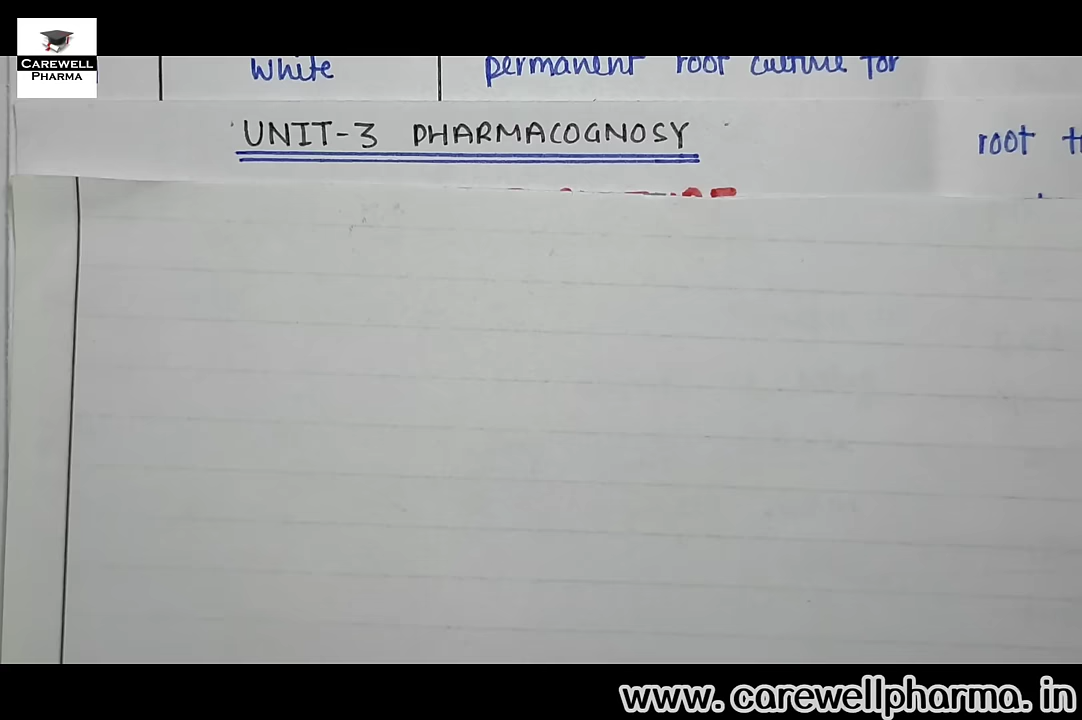 CAREWELL
PHARMA
White permanent root culture for
UNIT-3 PHARMACOGNOSY
root
www.carewellpharma.in